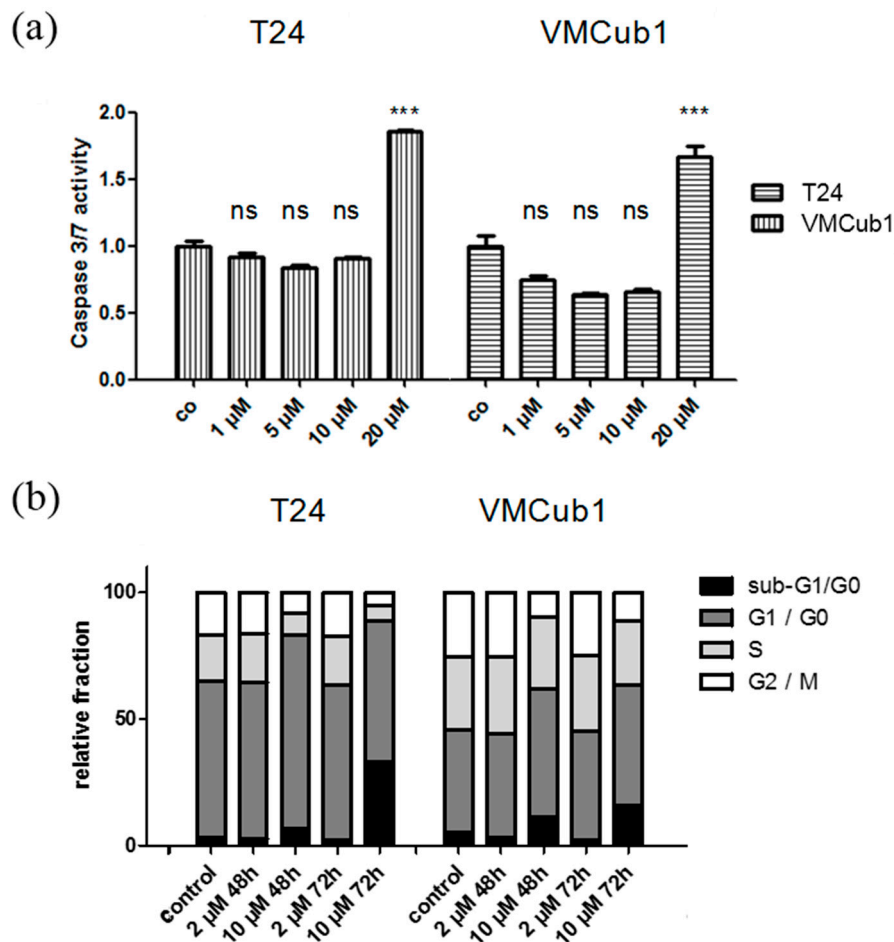 (a)
T24 VMCub1
Caspase 3/7 activity
2.0
1.5
1.0
0.5
0.0
ns ns ns ***
ns ns ns ***
T24
VMCub1
co 1 µM 5 µM 10 µM 20 µM
co 1 µM 5 µM 10 µM 20 µM
(b)
T24 VMCub1
relative fraction
100
50
0
sub-G1/G0
G1 / G0
S
G2 / M
control 2 µM 48h 10 µM 48h 2 µM 72h 10 µM 72h
control 2 µM 48h 10 µM 48h 2 µM 72h 10 µM 72h